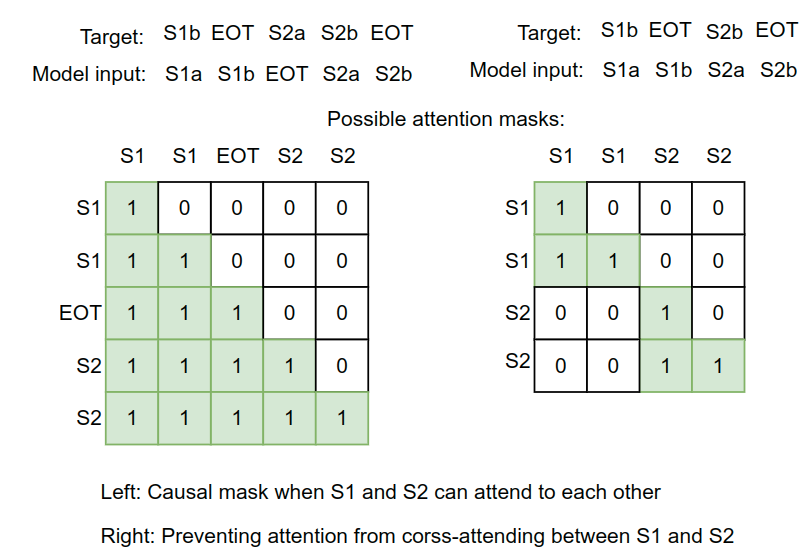 Target: S1b EOT S2a S2b EOT
Model input: S1a S1b EOT S2a S2b
Target: S1b EOT S2b EOT
Model input: S1a S1b S2a S2b
Possible attention masks:
S1 S1 EOT S2 S2
S1 1 0 0 0 0
S1 1 1 0 0 0
EOT 1 1 1 0 0
S2 1 1 1 1 0
S2 1 1 1 1 1
S1 S1 S2 S2
S1 1 0 0 0
S1 1 1 0 0
S2 0 0 1 0
S2 0 0 1 1
Left: Causal mask when S1 and S2 can attend to each other
Right: Preventing attention from corss-attending between S1 and S2